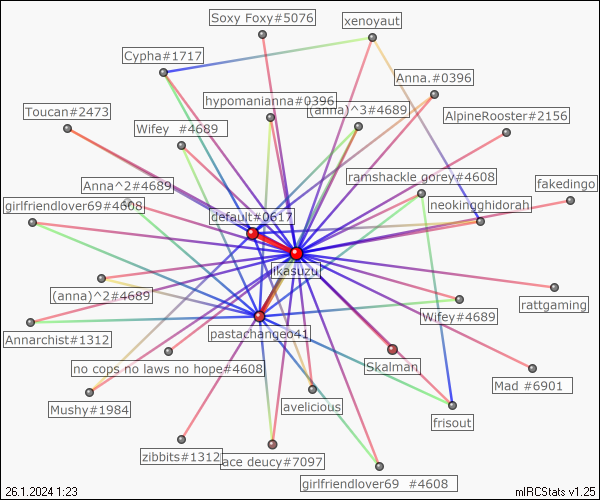 Soxy Foxy#5076
xenoyaut
Cypha#1717
Anna.#0396
hypomanianna#0396
(anna)^3#4689
Toucan#2473
AlpineRooster#2156
Wifey  #4689
ramshackle gorey#4608
Anna^2#4689
fakedingo
girlfriendlover69#4608
neokingghidorah
default#0617
jikasuzui
(anna)^2#4689
rattgaming
Wifey#4689
pastachangeo41
Annarchist#1312
Skalman
no cops no laws no hope#4608
Mad #6901
Mushy#1984
avelicious
frisout
zibbits#1312
ace deucy#7097
girlfriendlover69  #4608
26.1.2024 1:23
mIRCStats v1.25